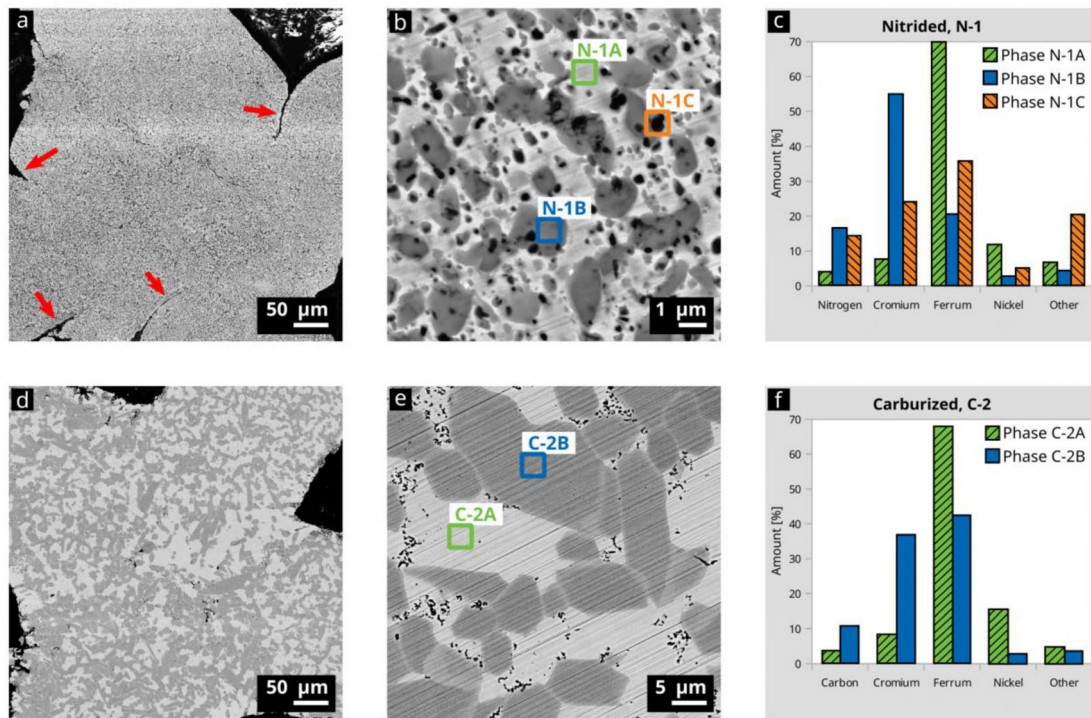 a
50 µm
b
N-1A
N-1C
N-1B
1 µm
c
Nitrided, N-1
70
60
50
40
30
20
10
0
Amount [%]
Phase N-1A
Phase N-1B
Phase N-1C
Nitrogen Cromium Ferrum Nickel Other
d
50 µm
e
C-2B
C-2A
5 µm
f
Carburized, C-2
70
60
50
40
30
20
10
0
Amount [%]
Phase C-2A
Phase C-2B
Carbon Cromium Ferrum Nickel Other